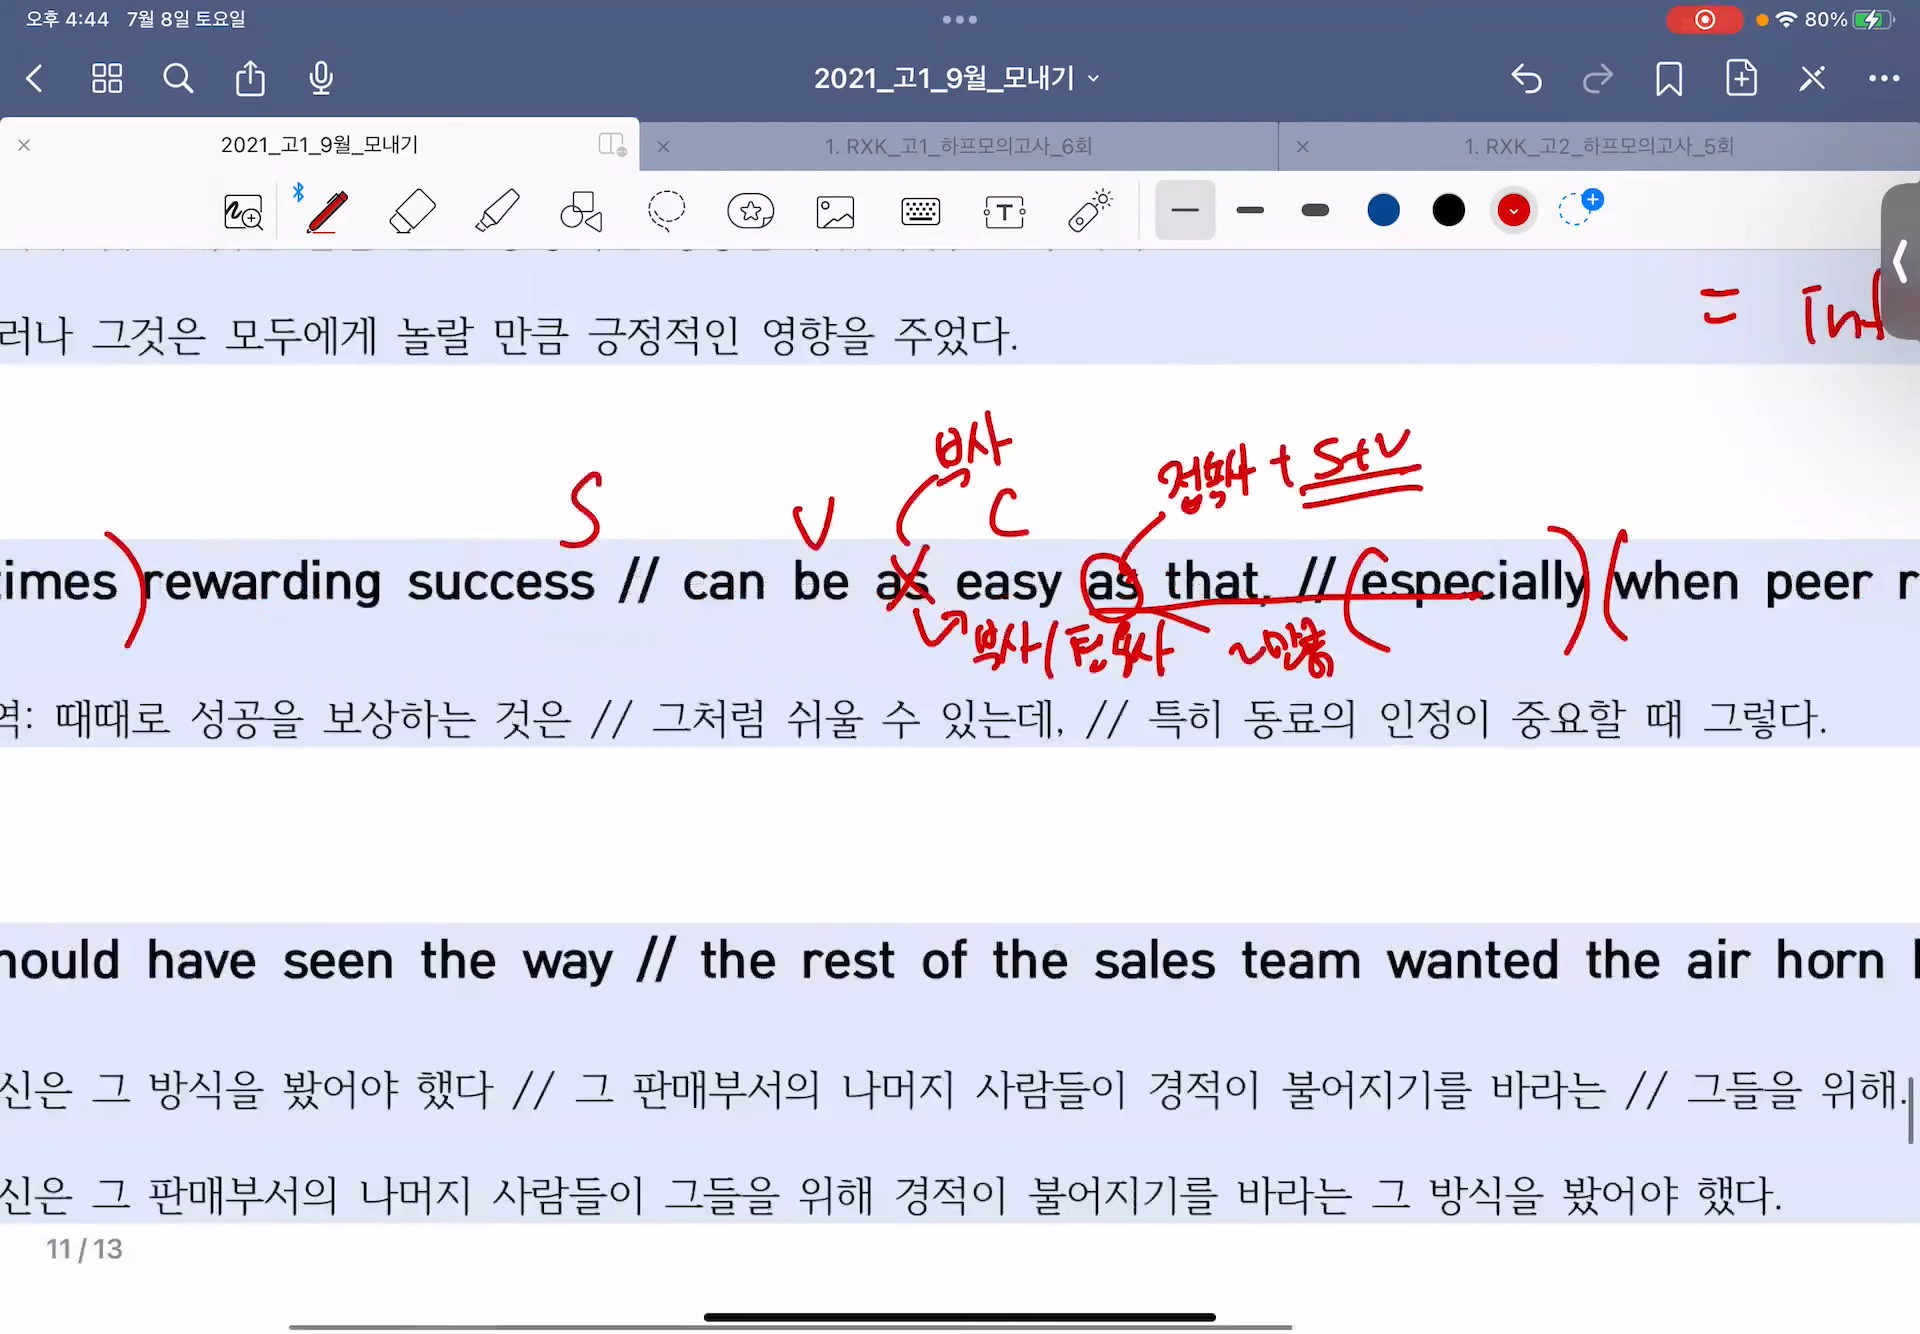 오후 4:44 7월 8일 토요일
80%
2021_고1_9월_모내기
2021_고1_9월_모내기
1. RXK_고1_하프모의고사_6회
1. RXK_고2_하프모의고사_5회
러나 그것은 모두에게 놀랄 만큼 긍정적인 영향을 주었다.
=
부사
접속사 + S+V
S
V
C
times) rewarding success // can be as easy as that, // (especially) (when peer r
부사/전치사 ~만큼
역: 때때로 성공을 보상하는 것은 // 그처럼 쉬울 수 있는데, // 특히 동료의 인정이 중요할 때 그렇다.
hould have seen the way // the rest of the sales team wanted the air horn
신은 그 방식을 봤어야 했다 // 그 판매부서의 나머지 사람들이 경적이 불어지기를 바라는 // 그들을 위해.
신은 그 판매부서의 나머지 사람들이 그들을 위해 경적이 불어지기를 바라는 그 방식을 봤어야 했다.
11 / 13